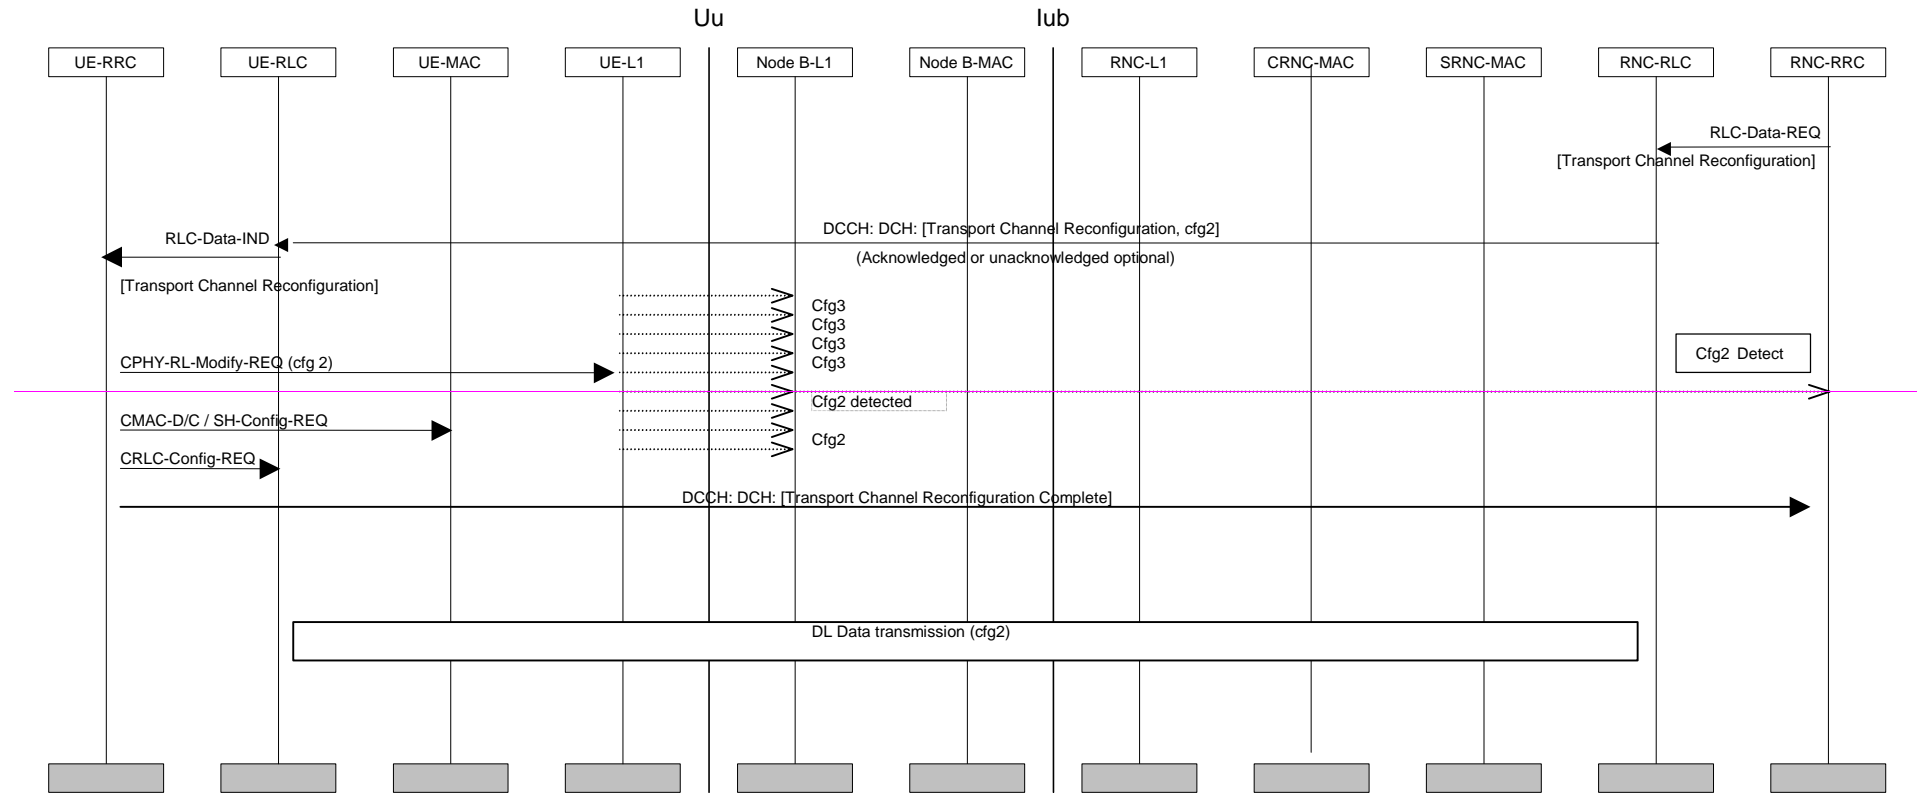 Uu
Iub
UE-RRC
UE-RLC
UE-MAC
UE-L1
Node B-L1
Node B-MAC
RNC-L1
CRNC-MAC
SRNC-MAC
RNC-RLC
RNC-RRC
RLC-Data-REQ
[Transport Channel Reconfiguration]
DCCH: DCH: [Transport Channel Reconfiguration, cfg2]
RLC-Data-IND
(Acknowledged or unacknowledged optional)
[Transport Channel Reconfiguration]
Cfg3
Cfg3
Cfg3
Cfg3
Cfg2 Detect
CPHY-RL-Modify-REQ (cfg 2)
Cfg2 detected
CMAC-D/C / SH-Config-REQ
Cfg2
CRLC-Config-REQ
DCCH: DCH: [Transport Channel Reconfiguration Complete]
DL Data transmission (cfg2)